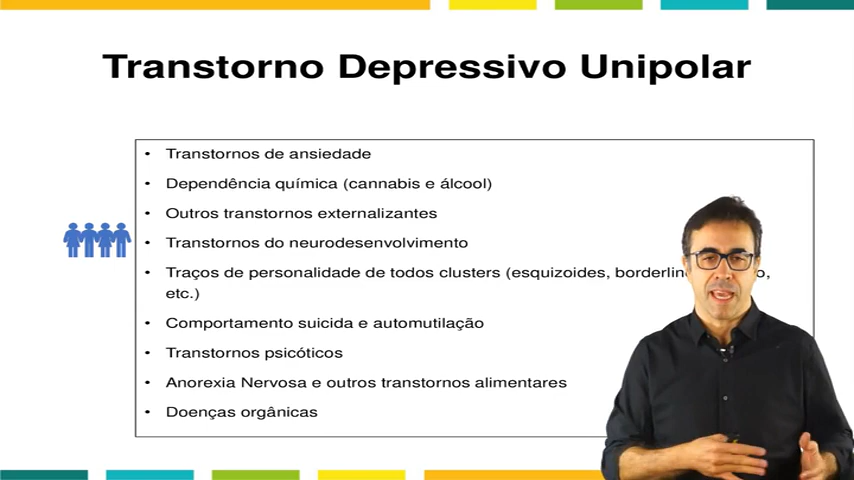 Transtorno Depressivo Unipolar
• Transtornos de ansiedade
• Dependência química (cannabis e álcool)
• Outros transtornos externalizantes
• Transtornos do neurodesenvolvimento
• Traços de personalidade de todos clusters (esquizoides,
etc.)
• Comportamento suicida e automutilação
• Transtornos psicóticos
• Anorexia Nervosa e outros transtornos alimentares
• Doenças orgânicas